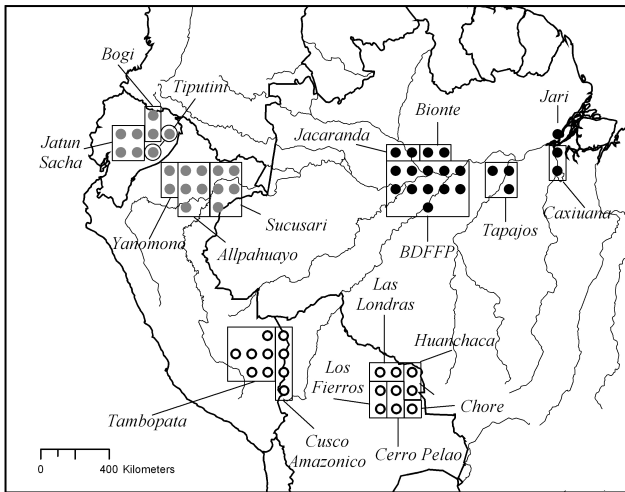 Bogi
Tiputini
Jatun
Sacha
Jacaranda
Bionte
Jari
Yanomono
Sucusari
Allpahuayo
BDFFP
Tapajos
Caxiuana
Las
Londras
Huanchaca
Los
Fierros
Chore
Tambopata
Cusco
Amazonico
Cerro Pelao
0 400 Kilometers